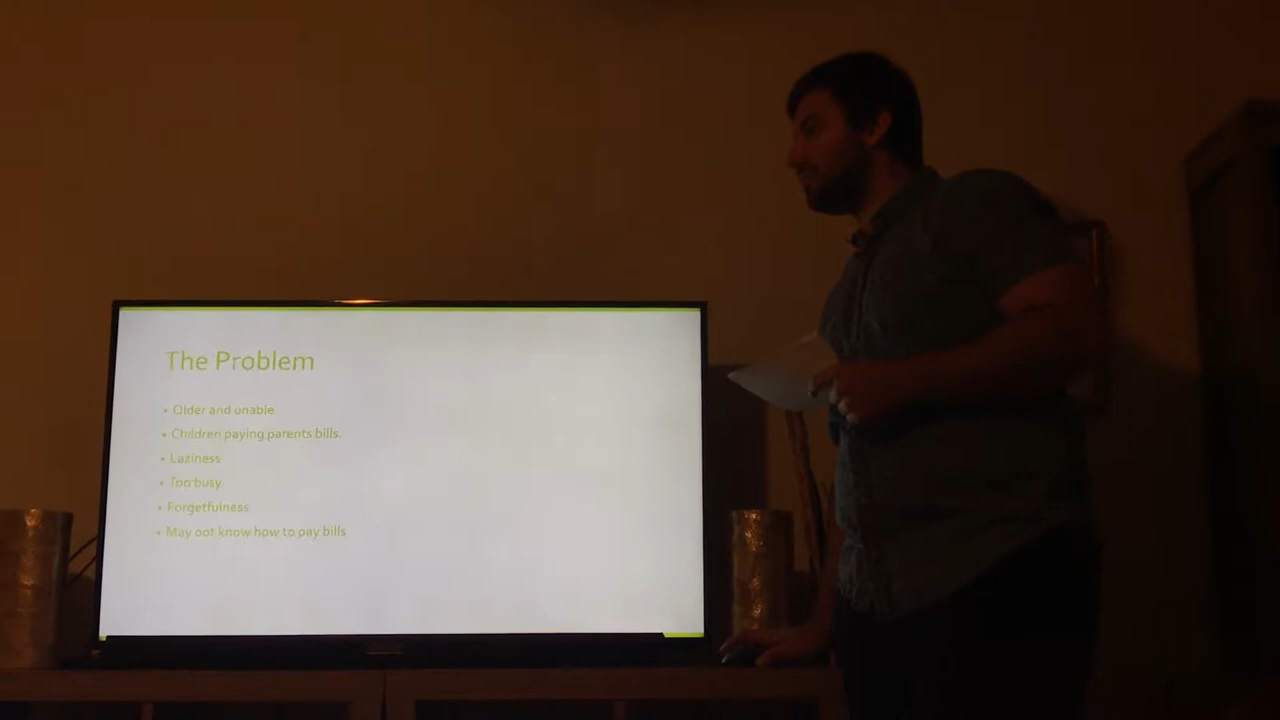 The Problem
• Older and unable
• Children paying parents bills.
• Laziness
• Too busy
• Forgetfulness
• May not know how to pay bills